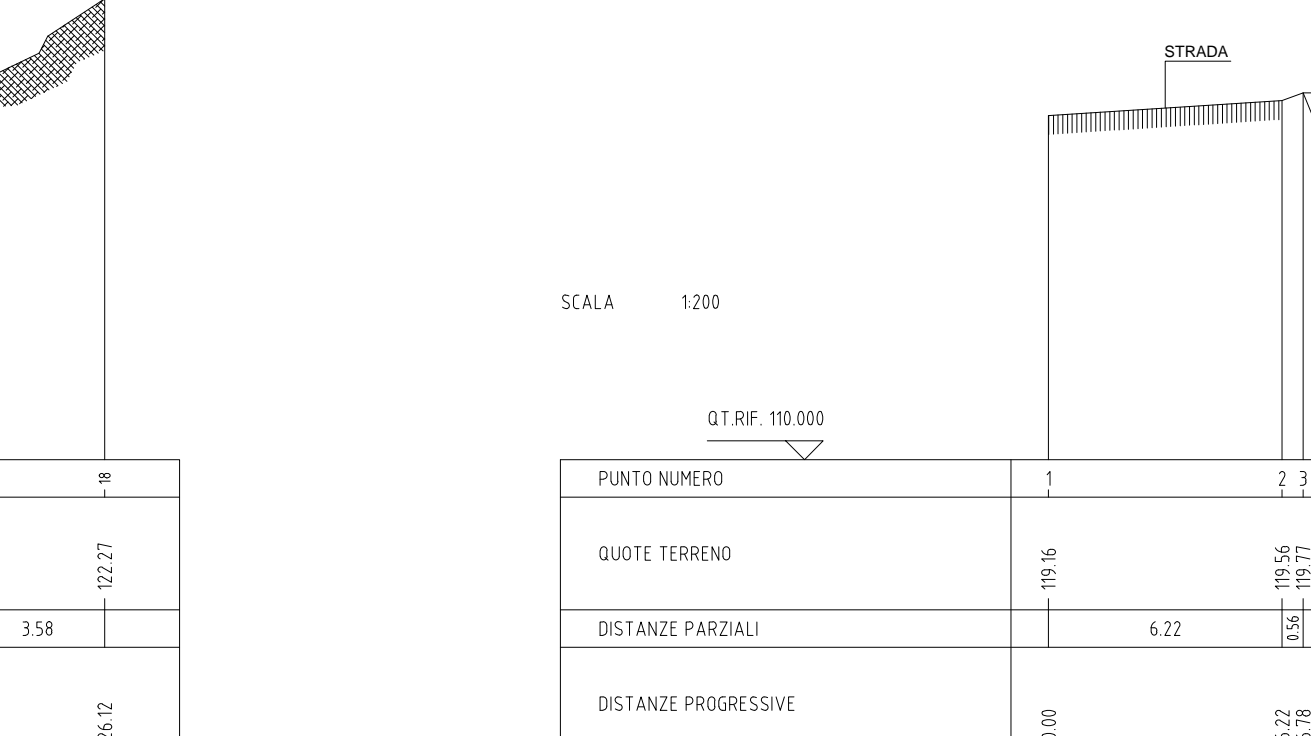 STRADA
SCALA 1:200
QT.RIF. 110.000
18
122.27
3.58
PUNTO NUMERO 1 2 3
QUOTE TERRENO 119.16 119.56 119.77
DISTANZE PARZIALI 6.22 0.56
DISTANZE PROGRESSIVE